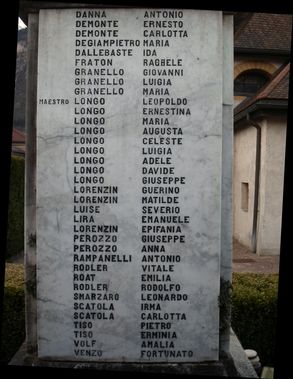 DANNA ANTONIO
DEMONTE ERNESTO
DEMONTE CARLOTTA
DEGIAMPIETRO MARIA
DALLEBASTE IDA
FRATON RAGHELE
GRANELLO GIOVANNI
GRANELLO LUIGIA
GRANELLO MARIA
MAESTRO LONGO LEOPOLDO
LONGO ERNESTINA
LONGO MARIA
LONGO AUGUSTA
LONGO CELESTE
LONGO LUIGIA
LONGO ADELE
LONGO DAVIDE
LONGO GIUSEPPE
LORENZIN GUERINO
LORENZIN MATILDE
LUISE SEVERIO
LIRA EMANUELE
LORENZIN EPIFANIA
PEROZZO GIUSEPPE
PEROZZO ANNA
RAMPANELLI ANTONIO
RODLER VITALE
ROAT EMILIA
RODLER RODOLFO
SMARZARO LEONARDO
SCATOLA IRMA
SCATOLA CARLOTTA
TISO PIETRO
TISO ERMINIA
VOLF AMALIA
VENZO FORTUNATO